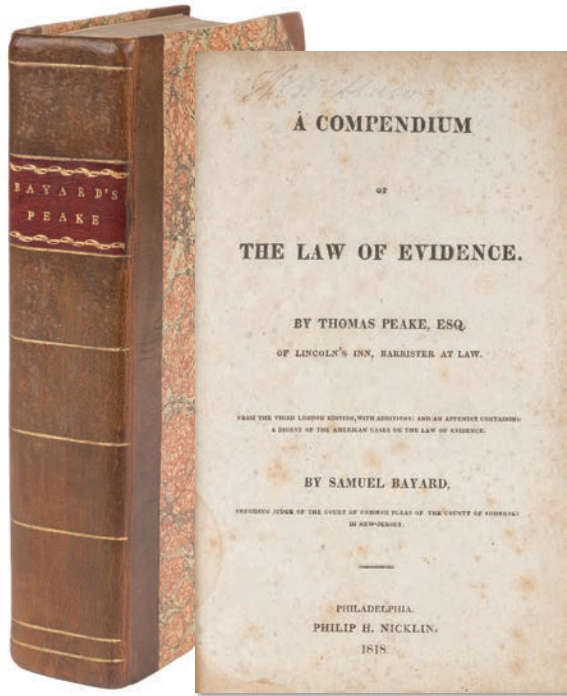 BAYARD'S
PEAKE
A COMPENDIUM
OF
THE LAW OF EVIDENCE.
BY THOMAS PEAKE, ESQ.
OF LINCOLN'S INN, BARRISTER AT LAW.
FROM THE THIRD LONDON EDITION, WITH ADDITIONS: AND AN APPENDIX CONTAINING
A DIGEST OF THE AMERICAN CASES ON THE LAW OF EVIDENCE.
BY SAMUEL BAYARD,
PRESIDING JUDGE OF THE COURT OF COMMON PLEAS OF THE COUNTY OF SOMERSET
IN NEW-JERSEY.
PHILADELPHIA.
PHILIP H. NICKLIN.
1818.